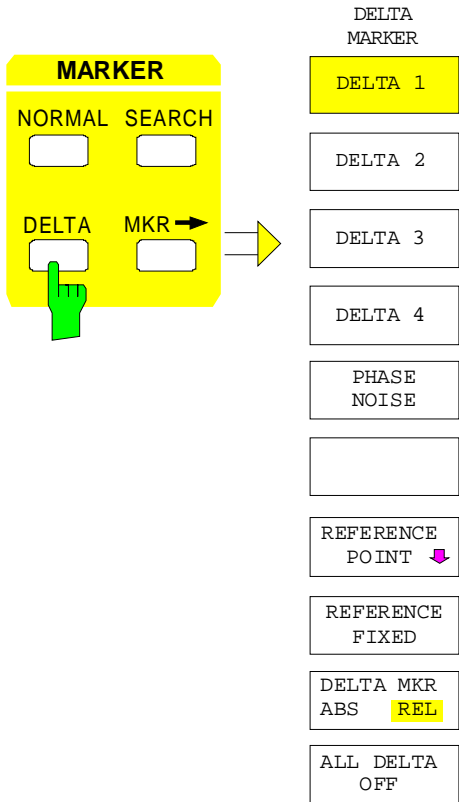 MARKER
NORMAL SEARCH
DELTA MKR
DELTA
MARKER
DELTA 1
DELTA 2
DELTA 3
DELTA 4
PHASE
NOISE
REFERENCE
POINT
REFERENCE
FIXED
DELTA MKR
ABS REL
ALL DELTA
OFF